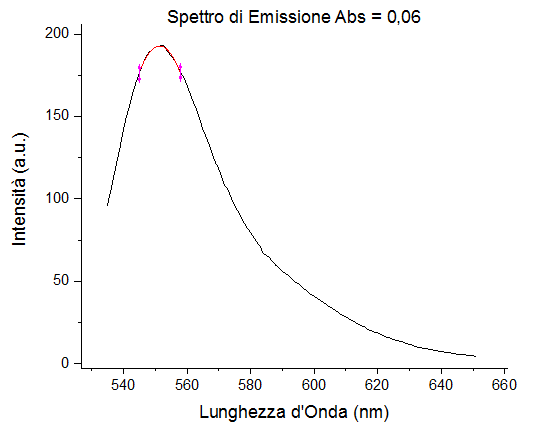 Spettro di Emissione Abs = 0,06
200
150
100
50
0
540 560 580 600 620 640 660
Intensità (a.u.)
Lunghezza d'Onda (nm)